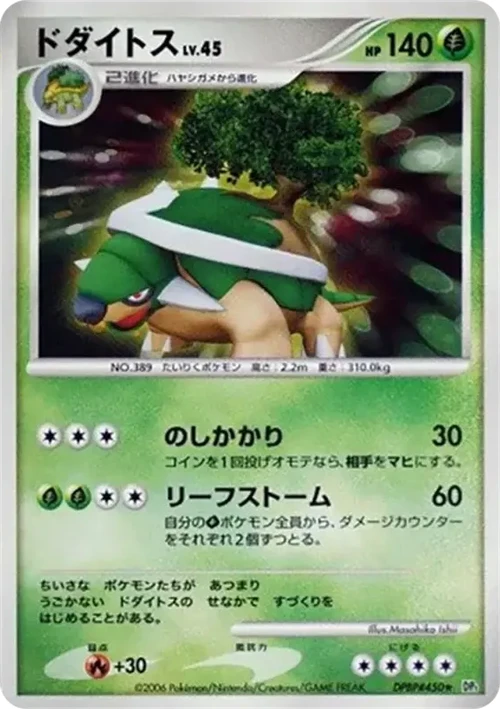 ドダイトス LV.45 HP 140
2進化 ハヤシガメから進化
NO.389 たいりくポケモン 高さ：2.2m 重さ：310.0kg
のしかかり 30
コインを1回投げオモテなら、相手をマヒにする。
リーフストーム 60
自分のポケモン全員から、ダメージカウンター
をそれぞれ2個ずつとる。
ちいさな ポケモンたちが あつまり
うごかない ドダイトスの せなかで すづくりを
はじめることがある。
Illus.Masahiko Ishii
弱点 抵抗力 にげる
+30
©2006 Pokémon/Nintendo/Creatures/GAME FREAK. DPBP#450★ DP1